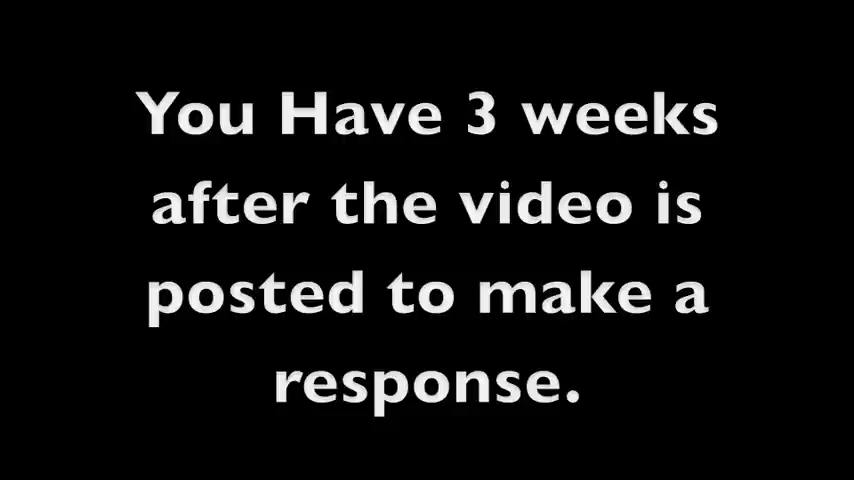 You Have 3 weeks
after the video is
posted to make a
response.